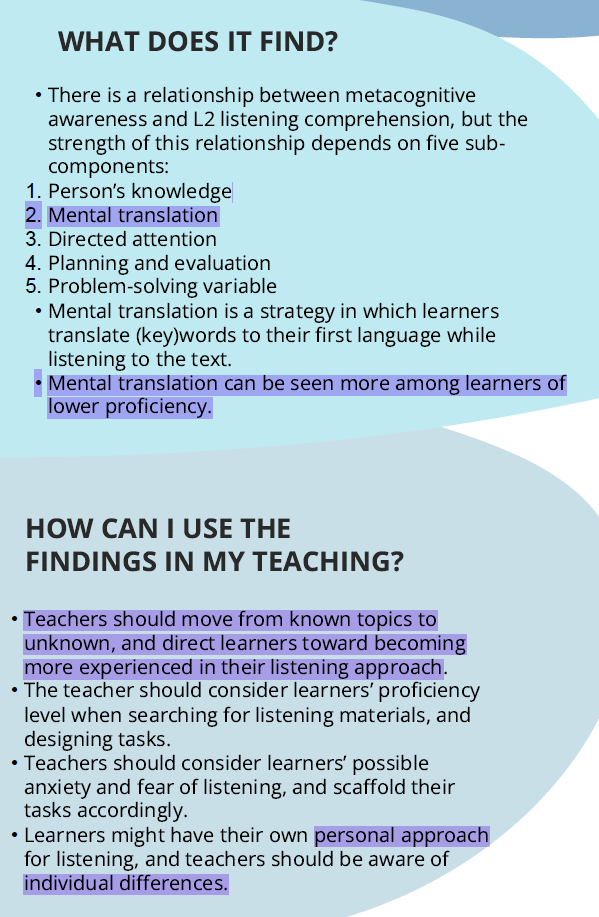 WHAT DOES IT FIND?
• There is a relationship between metacognitive
awareness and L2 listening comprehension, but the
strength of this relationship depends on five sub-
components:
1. Person's knowledge
2. Mental translation
3. Directed attention
4. Planning and evaluation
5. Problem-solving variable
• Mental translation is a strategy in which learners
translate (key)words to their first language while
listening to the text.
• Mental translation can be seen more among learners of
lower proficiency.
HOW CAN I USE THE
FINDINGS IN MY TEACHING?
• Teachers should move from known topics to
unknown, and direct learners toward becoming
more experienced in their listening approach.
• The teacher should consider learners' proficiency
level when searching for listening materials, and
designing tasks.
• Teachers should consider learners' possible
anxiety and fear of listening, and scaffold their
tasks accordingly.
• Learners might have their own personal approach
for listening, and teachers should be aware of
individual differences.